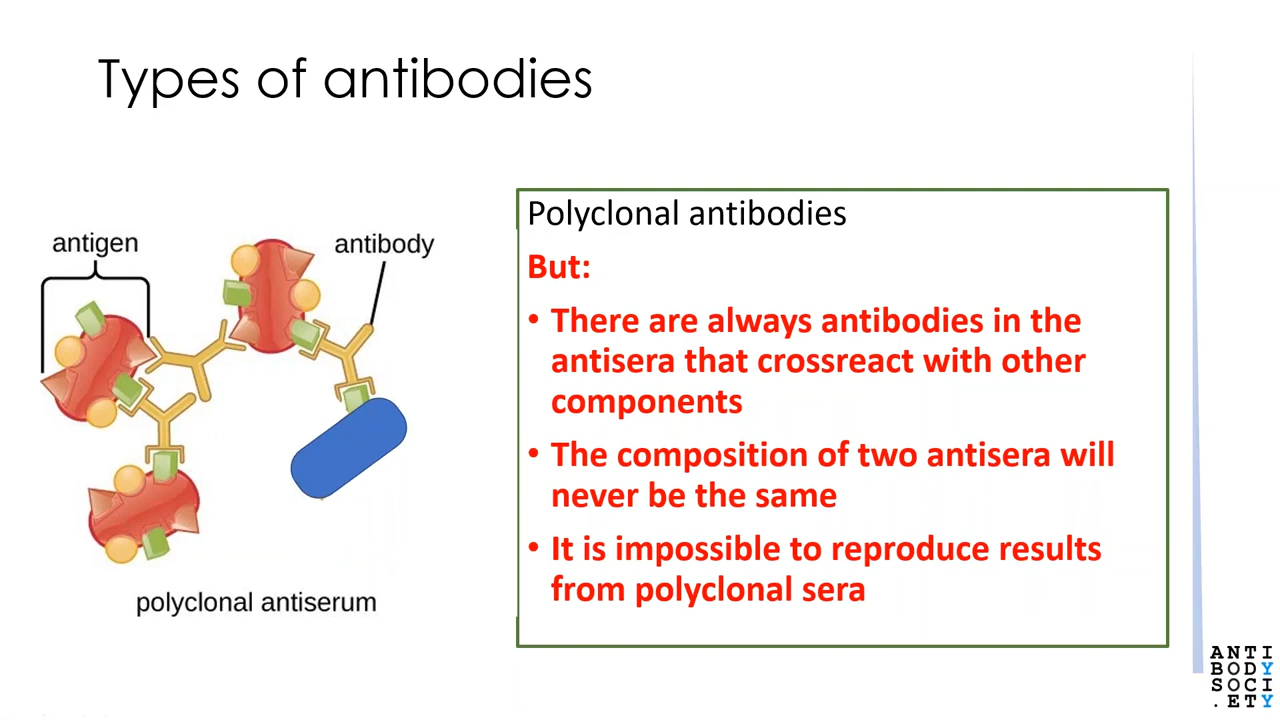 Types of antibodies
antigen
antibody
polyclonal antiserum
Polyclonal antibodies
But:
• There are always antibodies in the
antisera that crossreact with other
components
• The composition of two antisera will
never be the same
• It is impossible to reproduce results
from polyclonal sera
ANTI
BODY
SOCI
.ETY